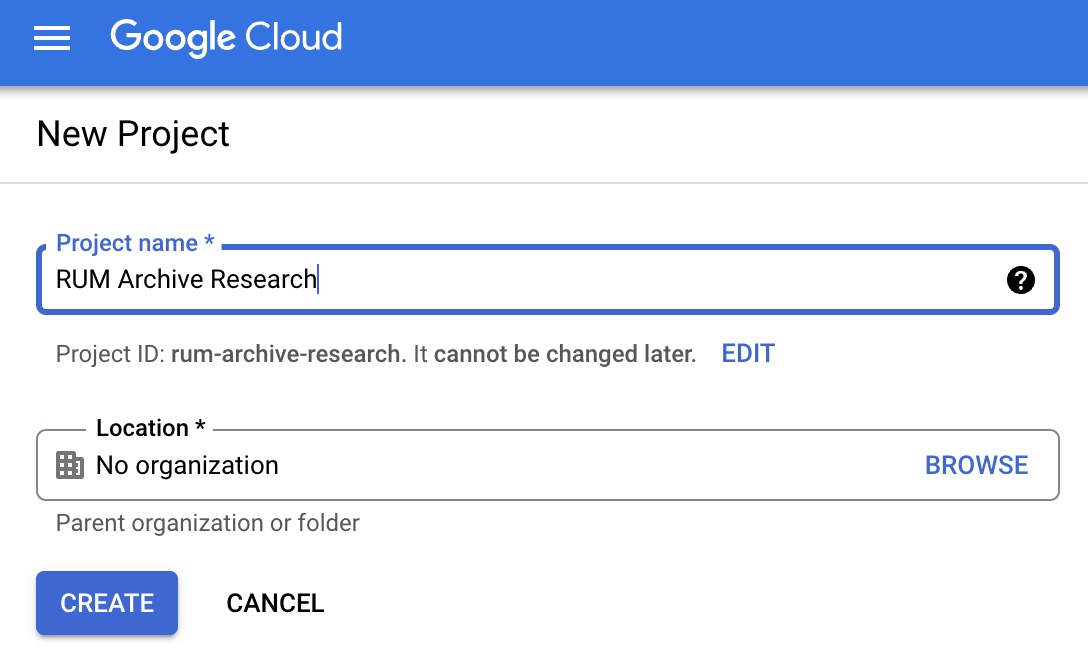 Google Cloud
New Project
Project name *
RUM Archive Research
Project ID: rum-archive-research. It cannot be changed later. EDIT
Location *
No organization BROWSE
Parent organization or folder
CREATE CANCEL